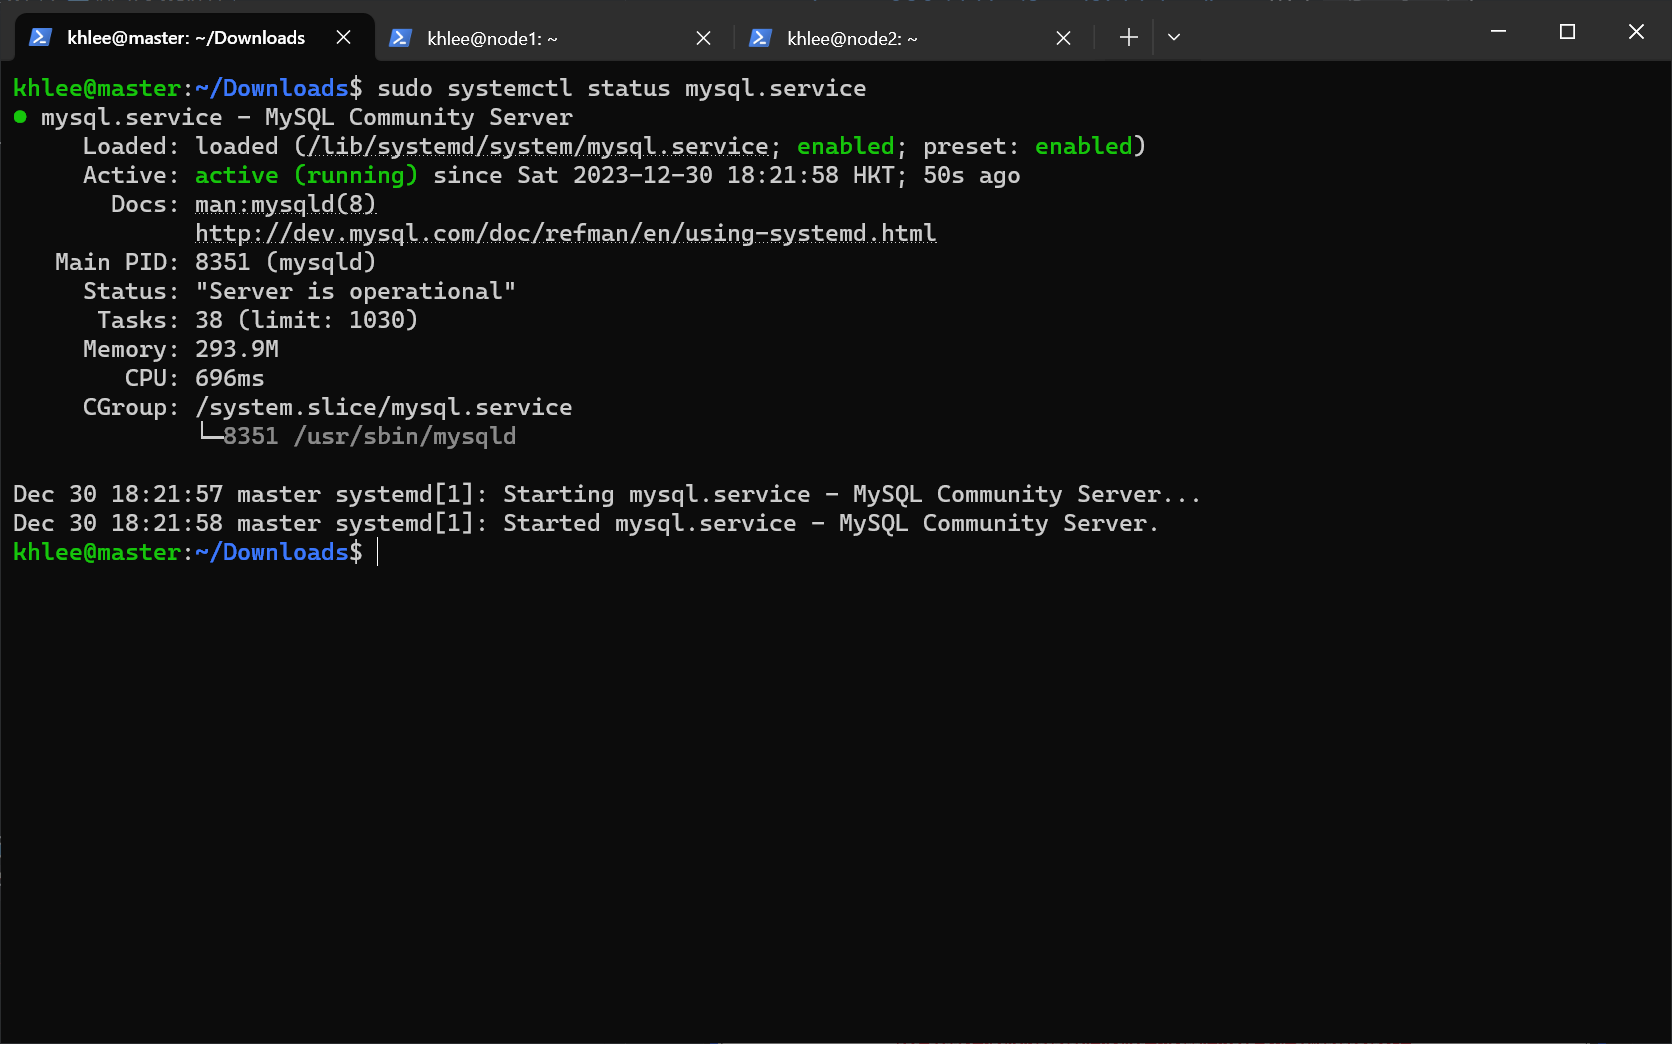 khlee@master: ~/Downloads
khlee@node1: ~
khlee@node2: ~
khlee@master:~/Downloads$ sudo systemctl status mysql.service
● mysql.service - MySQL Community Server
     Loaded: loaded (/lib/systemd/system/mysql.service; enabled; preset: enabled)
     Active: active (running) since Sat 2023-12-30 18:21:58 HKT; 50s ago
       Docs: man:mysqld(8)
             http://dev.mysql.com/doc/refman/en/using-systemd.html
   Main PID: 8351 (mysqld)
     Status: "Server is operational"
      Tasks: 38 (limit: 1030)
     Memory: 293.9M
        CPU: 696ms
     CGroup: /system.slice/mysql.service
             └─8351 /usr/sbin/mysqld
Dec 30 18:21:57 master systemd[1]: Starting mysql.service - MySQL Community Server...
Dec 30 18:21:58 master systemd[1]: Started mysql.service - MySQL Community Server.
khlee@master:~/Downloads$